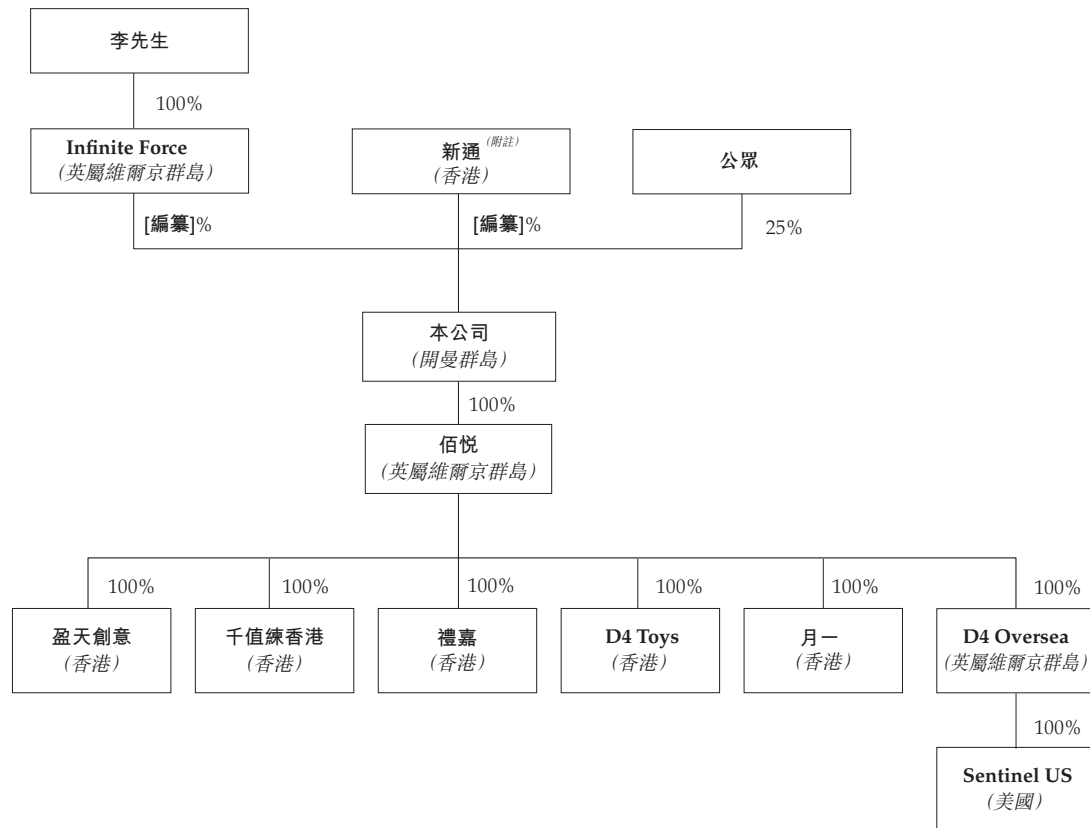 李先生
100%
Infinite Force
(英屬維爾京群島)
新通(附註)
(香港)
公眾
[編纂]%
[編纂]%
25%
本公司
(開曼群島)
100%
佰悦
(英屬維爾京群島)
100%
100%
100%
100%
100%
100%
盈天創意
(香港)
千值練香港
(香港)
禮嘉
(香港)
D4 Toys
(香港)
月一
(香港)
D4 Oversea
(英屬維爾京群島)
100%
Sentinel US
(美國)